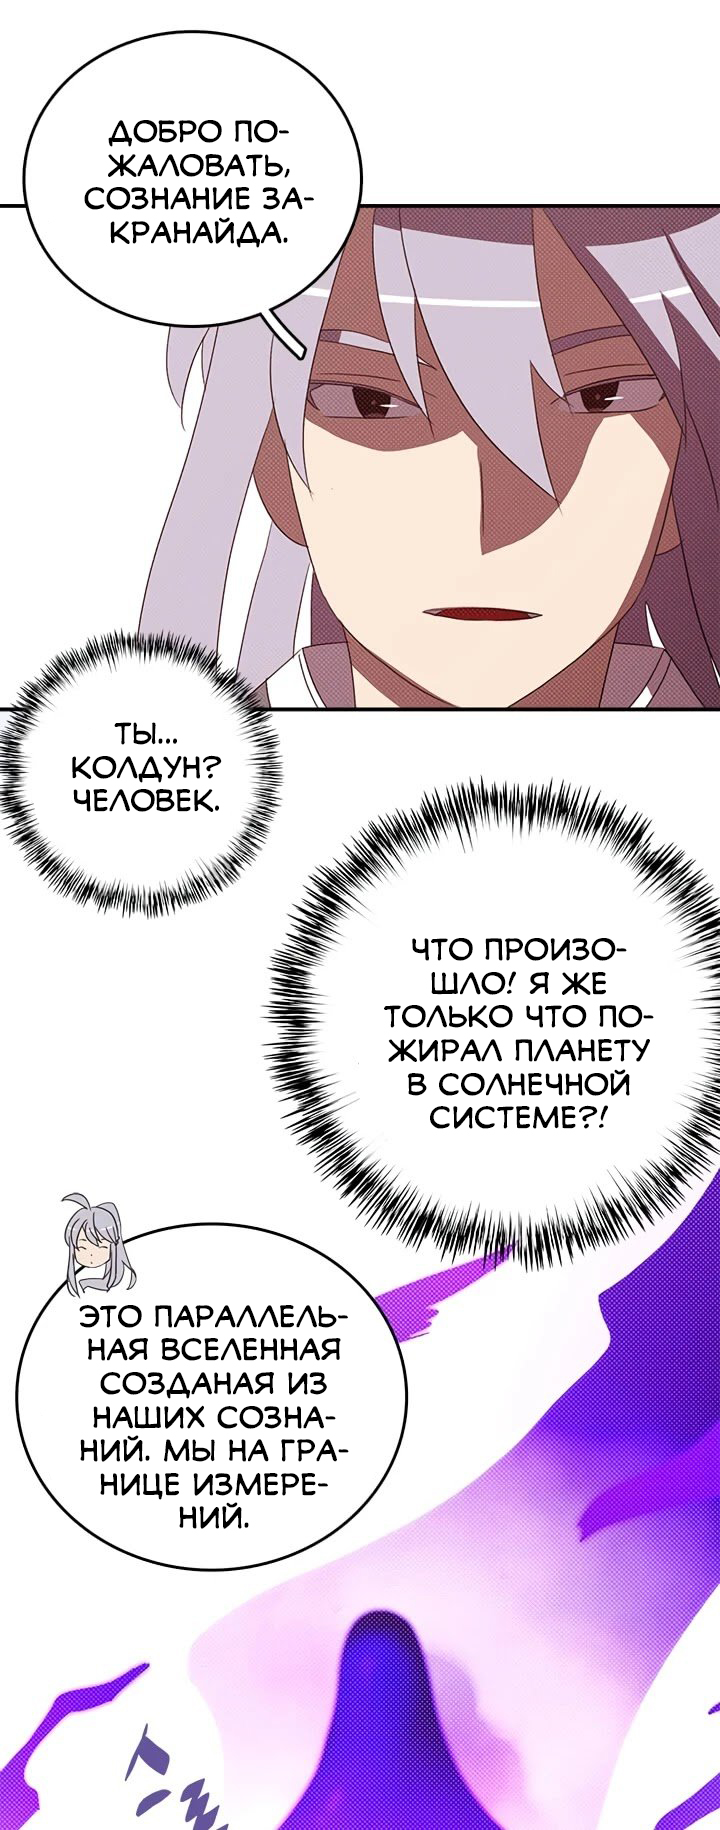 ДОБРО ПО-
ЖАЛОВАТЬ,
СОЗНАНИЕ ЗА-
КРАНАЙДА.
ТЫ...
КОЛДУН?
ЧЕЛОВЕК.
ЧТО ПРОИЗО-
ШЛО! Я ЖЕ
ТОЛЬКО ЧТО ПО-
ЖИРАЛ ПЛАНЕТУ
В СОЛНЕЧНОЙ
СИСТЕМЕ?!
ЭТО ПАРАЛЛЕЛЬ-
НАЯ ВСЕЛЕННАЯ
СОЗДАНАЯ ИЗ
НАШИХ СОЗНА-
НИЙ. МЫ НА ГРА-
НИЦЕ ИЗМЕРЕ-
НИЙ.